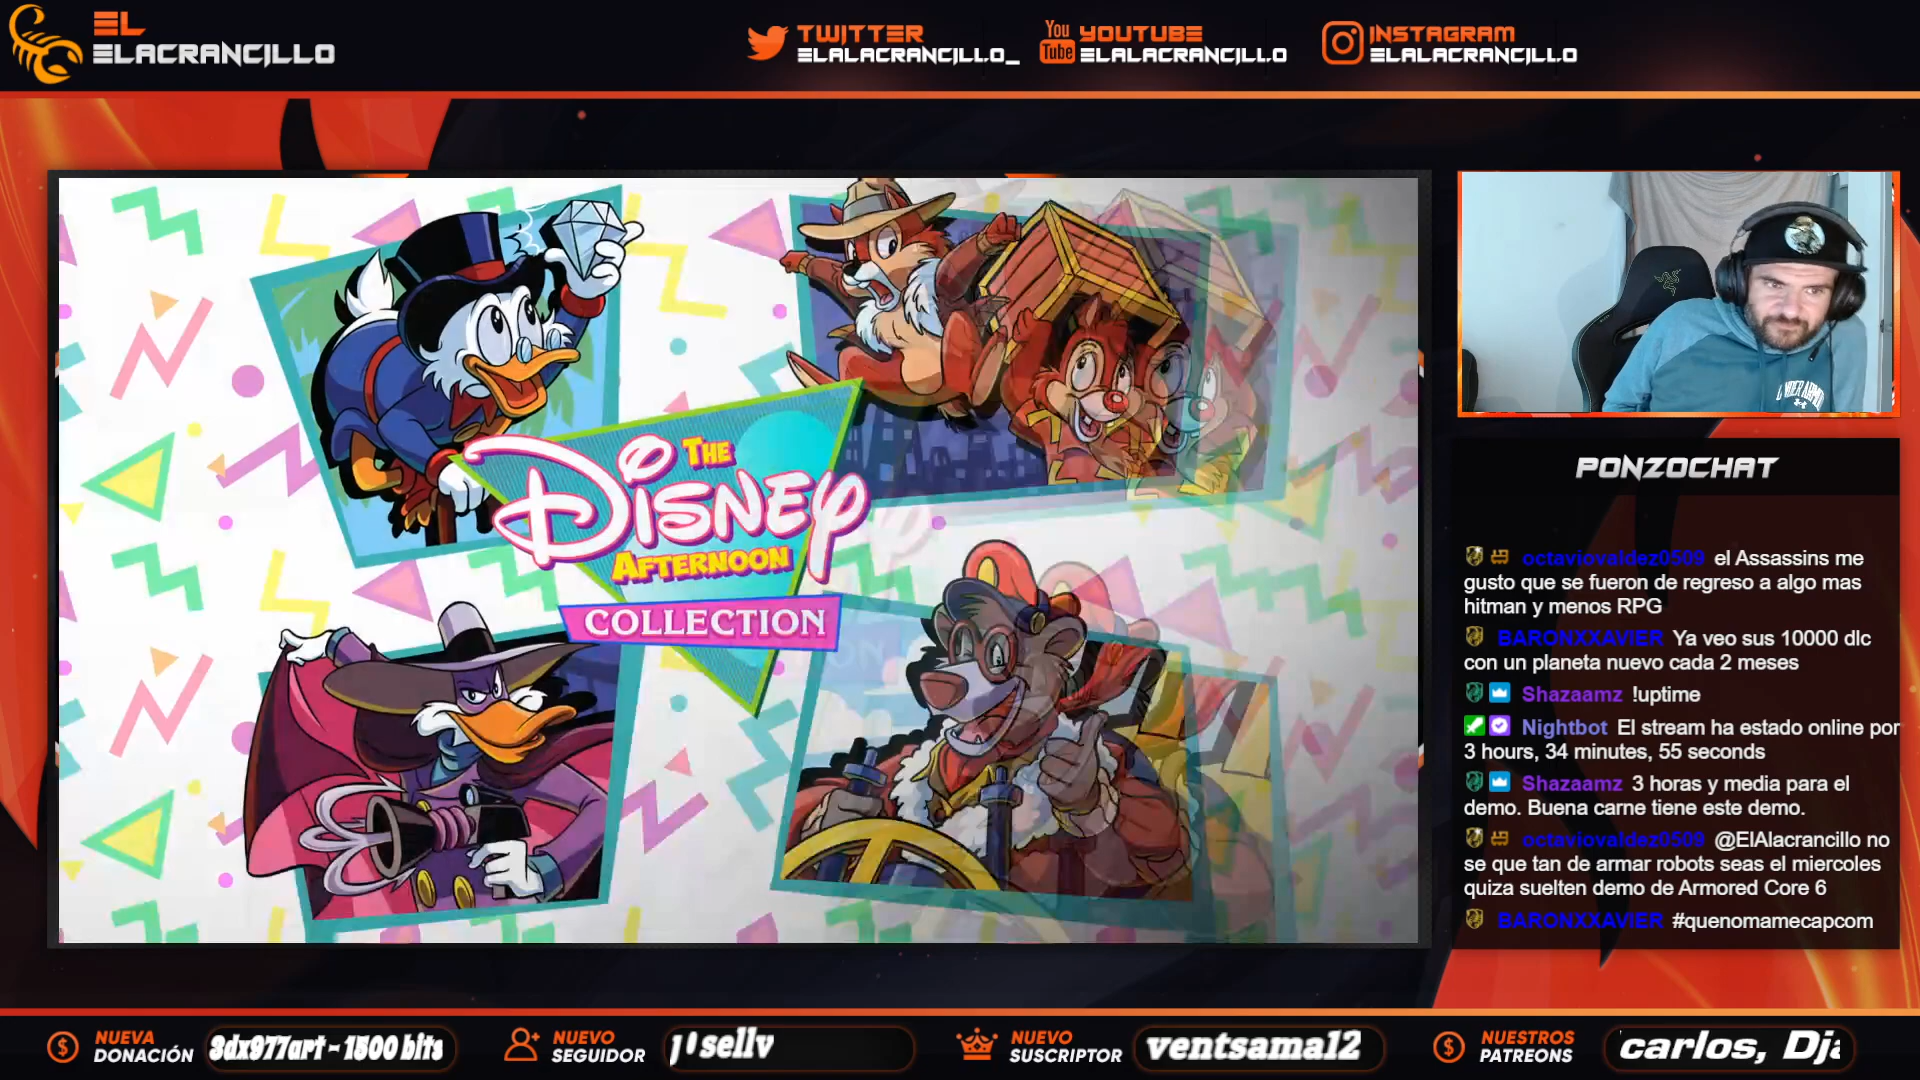 EL
ELACRANCILLO
TWITTER
ELALACRANCILLO_
You
Tube
YOUTUBE
ELALACRANCILLO
INSTAGRAM
ELALACRANCILLO
THE
DISNEY
AFTERNOON
COLLECTION
UNDER ARMOUR
PONZOCHAT
octaviovaldez0509 el Assassins me
gusto que se fueron de regreso a algo mas
hitman y menos RPG
BARONXXAVIER Ya veo sus 10000 dlc
con un planeta nuevo cada 2 meses
Shazaamz !uptime
Nightbot El stream ha estado online por
3 hours, 34 minutes, 55 seconds
Shazaamz 3 horas y media para el
demo. Buena carne tiene este demo.
octaviovaldez0509 @ElAlacrancillo no
se que tan de armar robots seas el miercoles
quiza suelten demo de Armored Core 6
BARONXXAVIER #quenomamecapcom
NUEVA
DONACIÓN
3dx977art - 1500 bits
NUEVO
SEGUIDOR
NUEVO
SUSCRIPTOR
ventsama12
NUESTROS
PATREONS
carlos,